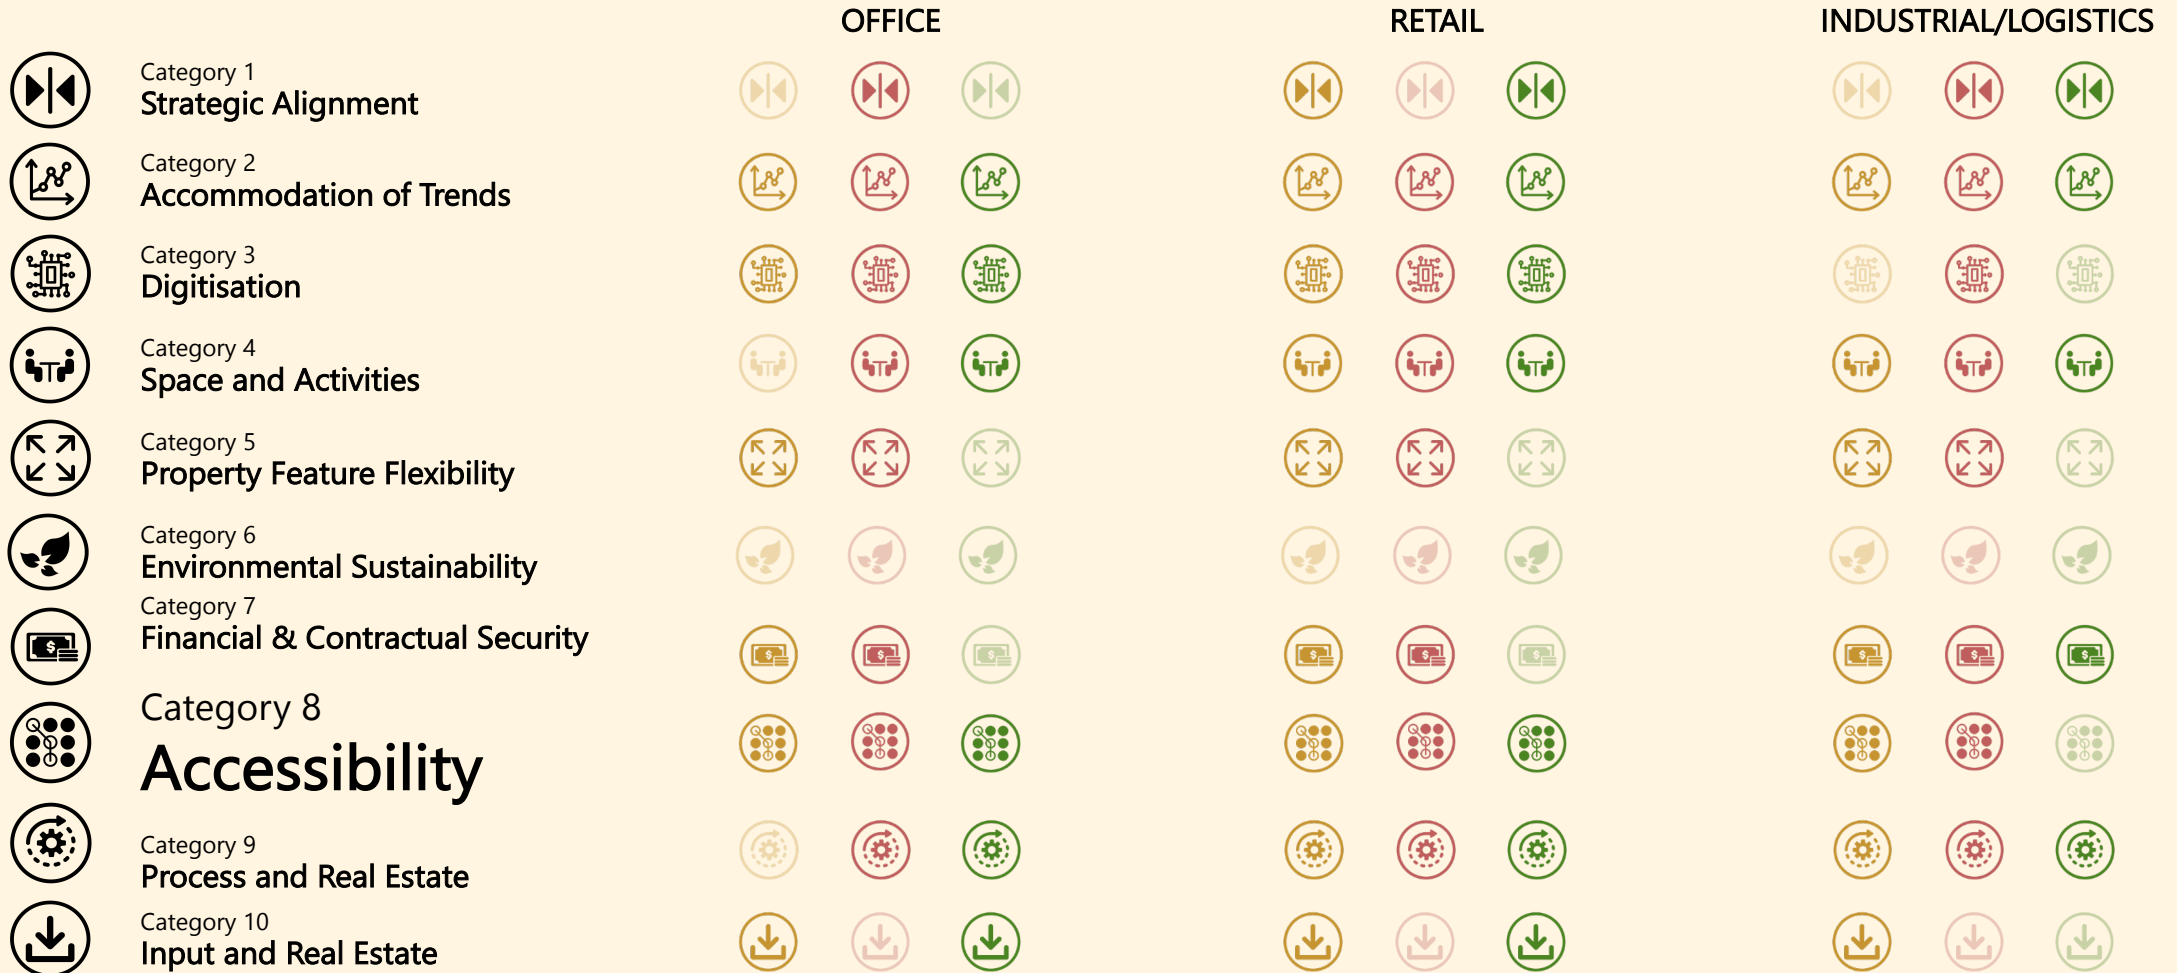 OFFICE
RETAIL
INDUSTRIAL/LOGISTICS
Category 1
Strategic Alignment
Category 2
Accommodation of Trends
Category 3
Digitisation
Category 4
Space and Activities
Category 5
Property Feature Flexibility
Category 6
Environmental Sustainability
Category 7
Financial & Contractual Security
Category 8
Accessibility
Category 9
Process and Real Estate
Category 10
Input and Real Estate